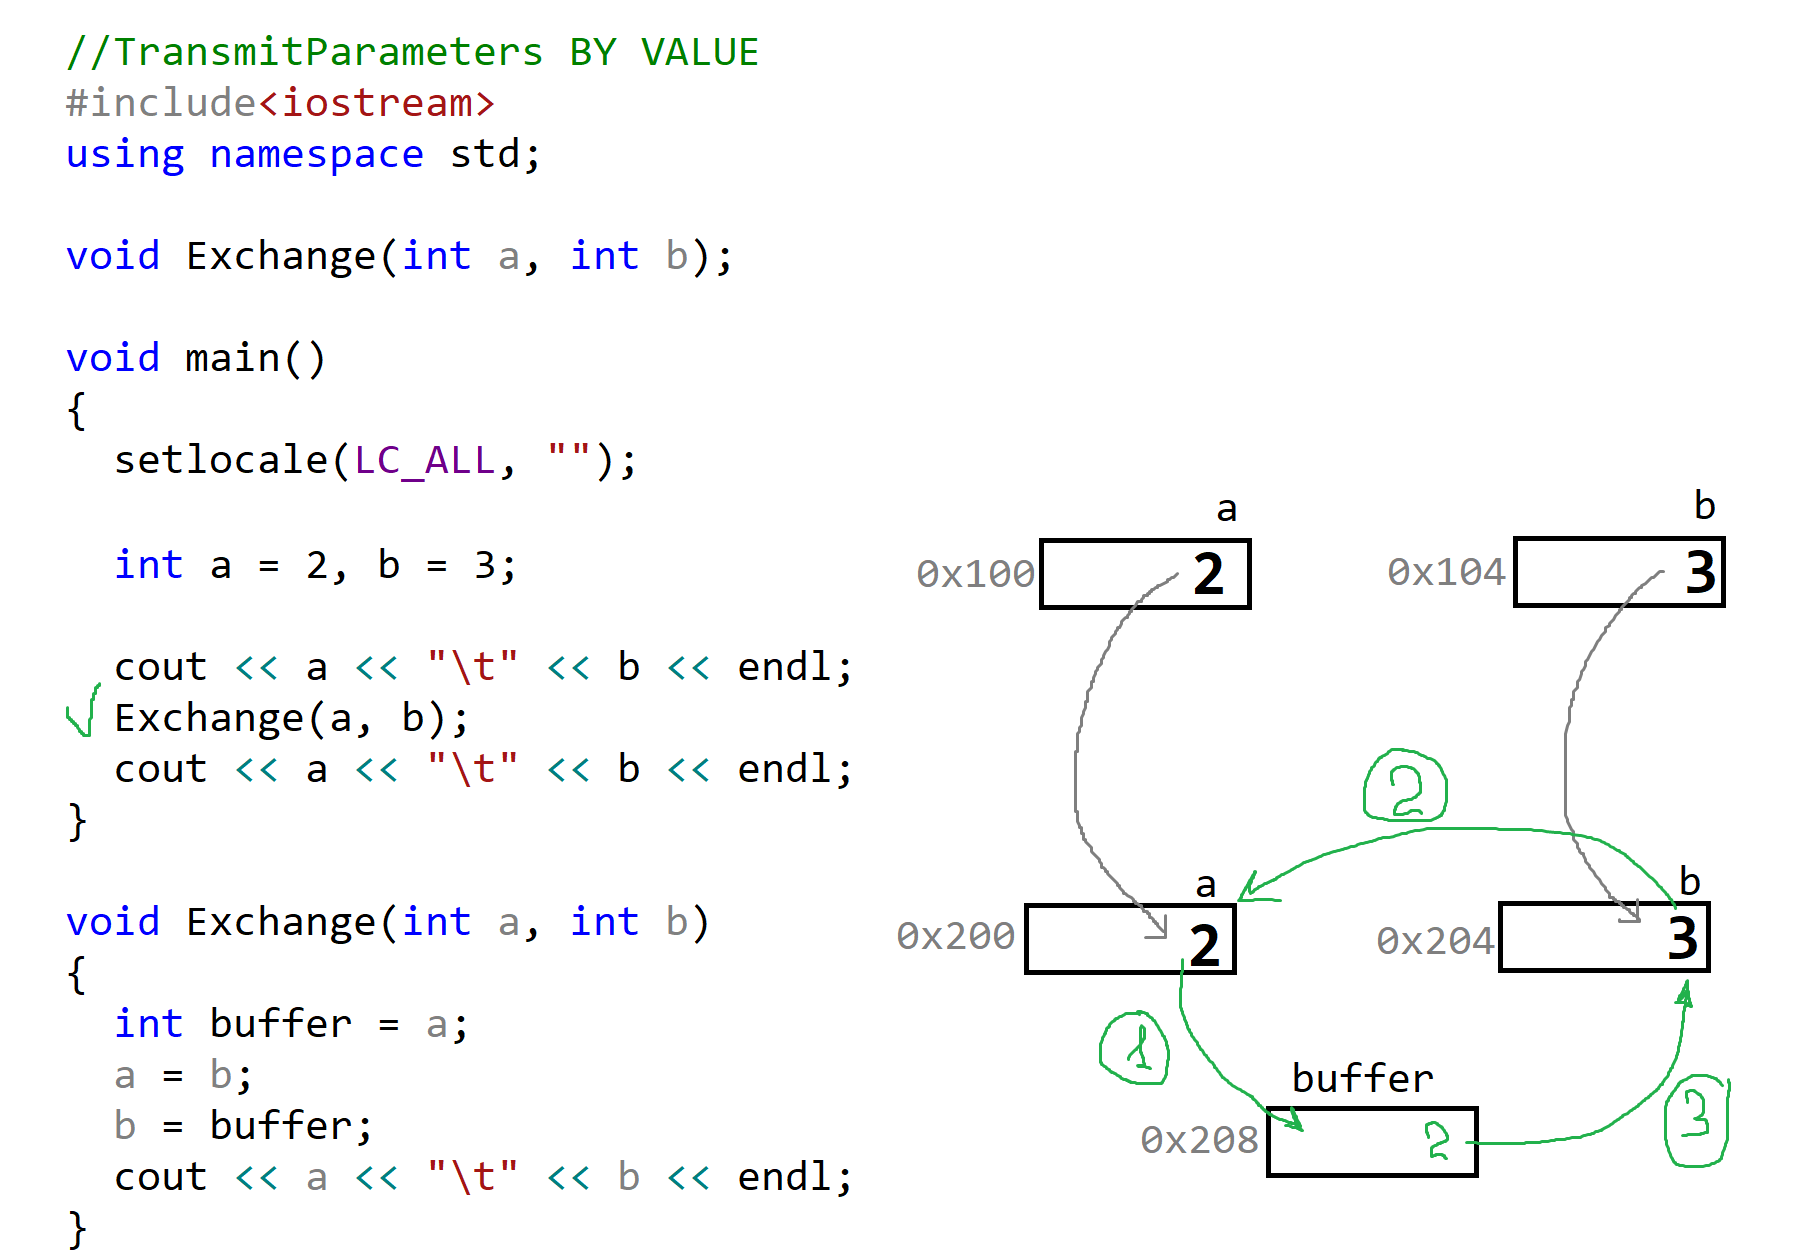 //TransmitParameters BY VALUE
#include<iostream>
using namespace std;
void Exchange(int a, int b);
void main()
{
setlocale(LC_ALL, "");
int a = 2, b = 3;
cout << a << "\t" << b << endl;
Exchange(a, b);
cout << a << "\t" << b << endl;
}
void Exchange(int a, int b)
{
int buffer = a;
a = b;
b = buffer;
cout << a << "\t" << b << endl;
}
a
b
0x100 2
0x104 3
2
a
b
0x200 2
0x204 3
1
buffer
3
0x208 2